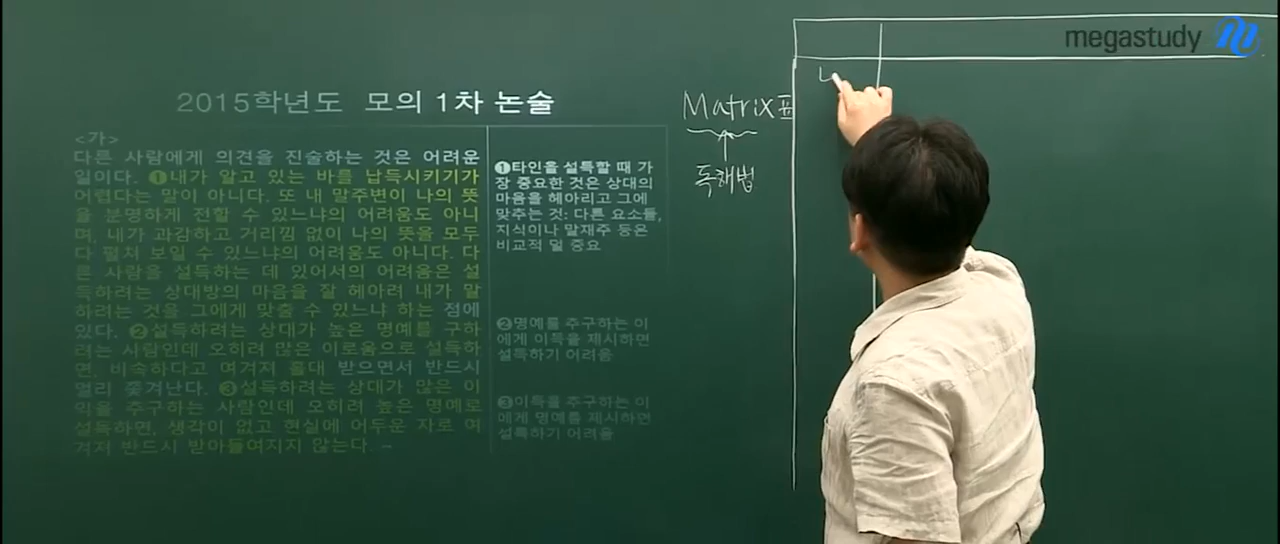 megastudy
2015학년도 모의 1차 논술
<가>
다른 사람에게 의견을 진술하는 것은 어려운
일이다. ❶내가 알고 있는 바를 납득시키기가
어렵다는 말이 아니다. 또 내 말주변이 나의 뜻
을 분명하게 전할 수 있느냐의 어려움도 아니
며, 내가 과감하고 거리낌 없이 나의 뜻을 모두
다 펼쳐 보일 수 있느냐의 어려움도 아니다. 다
른 사람을 설득하는 데 있어서의 어려움은 설
득하려는 상대방의 마음을 잘 헤아려 내가 말
하려는 것을 그에게 맞출 수 있느냐 하는 점에
있다. ❷설득하려는 상대가 높은 명예를 구하
려는 사람인데 오히려 많은 이로움으로 설득하
면, 비속하다고 여겨져 홀대 받으면서 반드시
멀리 쫓겨난다. ❸설득하려는 상대가 많은 이
익을 추구하는 사람인데 오히려 높은 명예로
설득하면, 생각이 없고 현실에 어두운 자로 여
겨져 반드시 받아들여지지 않는다. …
❶타인을 설득할 때 가
장 중요한 것은 상대의
마음을 헤아리고 그에
맞추는 것: 다른 요소들,
지식이나 말재주 등은
비교적 덜 중요
❷명예를 추구하는 이
에게 이득을 제시하면
설득하기 어려움
❸이득을 추구하는 이
에게 명예를 제시하면
설득하기 어려움
Matrix표
독해법